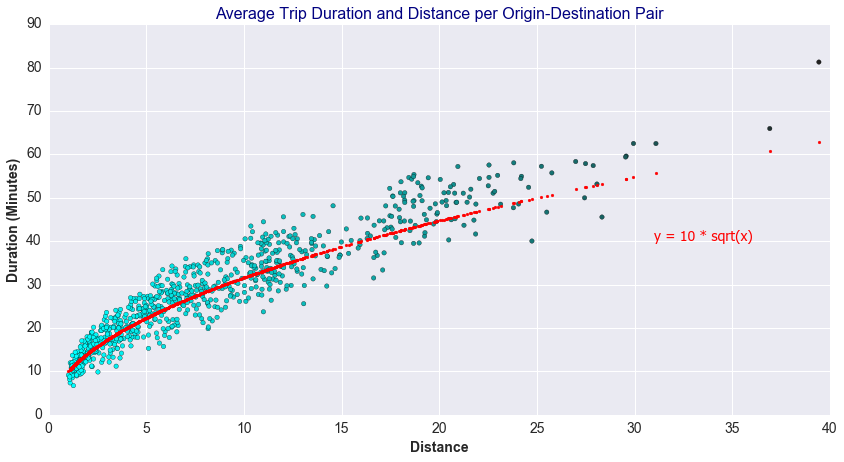 Average Trip Duration and Distance per Origin-Destination Pair
90
80
70
60
50
40
30
20
10
0
Duration (Minutes)
y = 10 * sqrt(x)
0 5 10 15 20 25 30 35 40
Distance